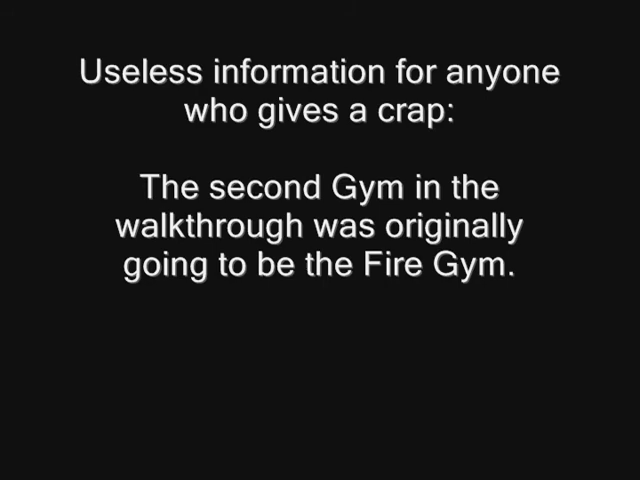 Useless information for anyone
who gives a crap:
The second Gym in the
walkthrough was originally
going to be the Fire Gym.